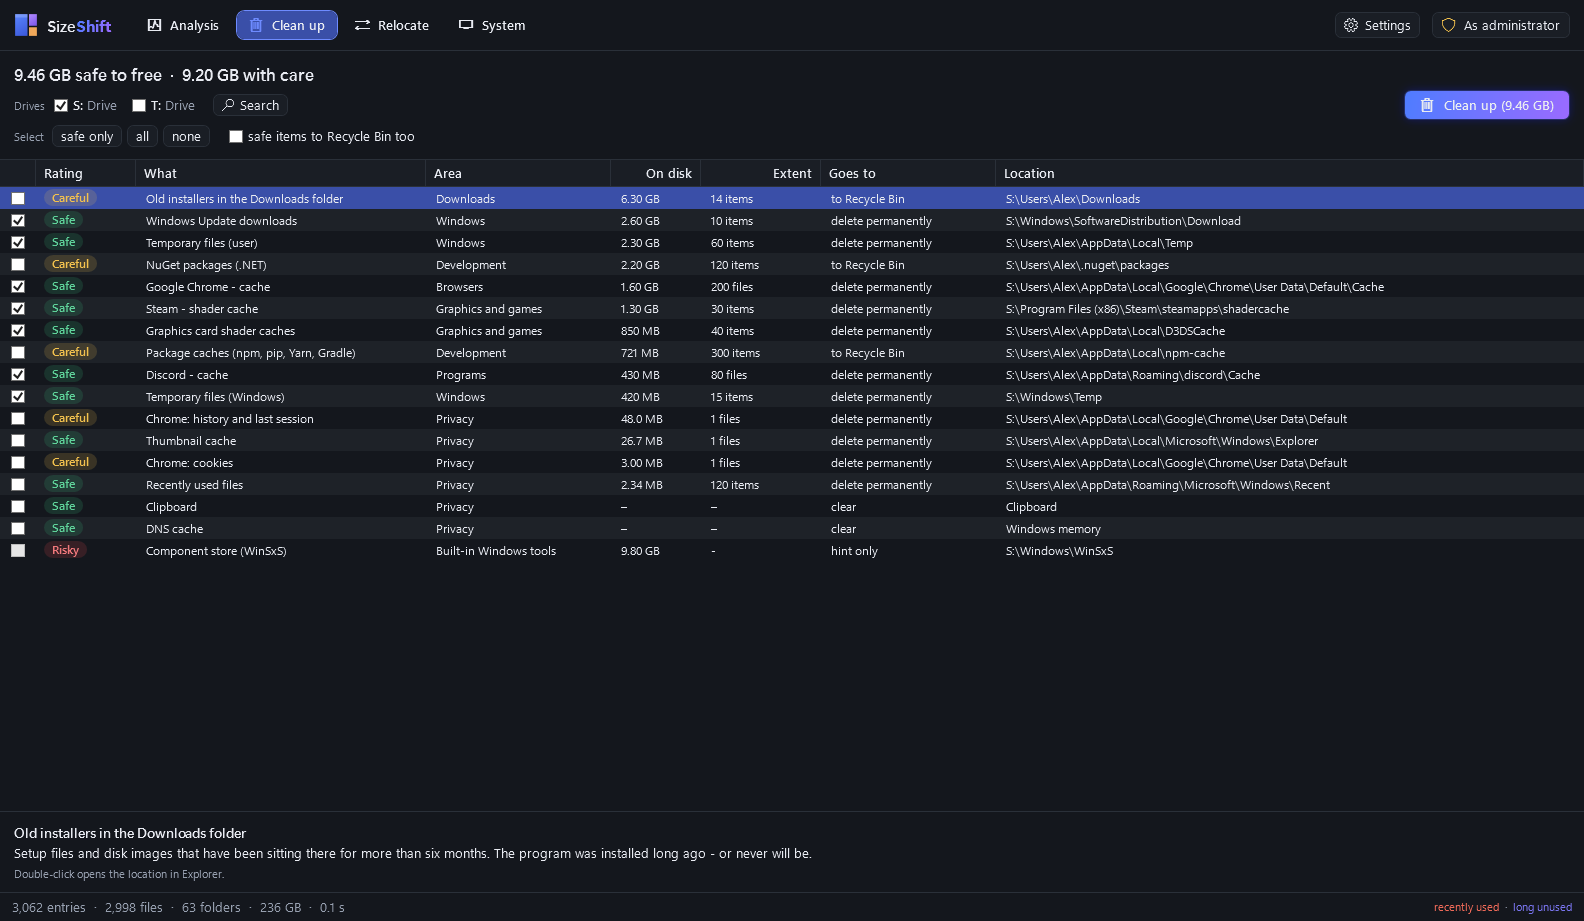 SizeShift Analysis Clean up Relocate System Settings As administrator
9.46 GB safe to free · 9.20 GB with care
Drives S: Drive T: Drive Search Clean up (9.46 GB)
Select safe only all none safe items to Recycle Bin too
Rating What Area On disk Extent Goes to Location
Careful Old installers in the Downloads folder Downloads 6.30 GB 14 items to Recycle Bin S:\Users\Alex\Downloads
Safe Windows Update downloads Windows 2.60 GB 10 items delete permanently S:\Windows\SoftwareDistribution\Download
Safe Temporary files (user) Windows 2.30 GB 60 items delete permanently S:\Users\Alex\AppData\Local\Temp
Careful NuGet packages (.NET) Development 2.20 GB 120 items to Recycle Bin S:\Users\Alex\.nuget\packages
Safe Google Chrome - cache Browsers 1.60 GB 200 files delete permanently S:\Users\Alex\AppData\Local\Google\Chrome\User Data\Default\Cache
Safe Steam - shader cache Graphics and games 1.30 GB 30 items delete permanently S:\Program Files (x86)\Steam\steamapps\shadercache
Safe Graphics card shader caches Graphics and games 850 MB 40 items delete permanently S:\Users\Alex\AppData\Local\D3DSCache
Careful Package caches (npm, pip, Yarn, Gradle) Development 721 MB 300 items to Recycle Bin S:\Users\Alex\AppData\Local\npm-cache
Safe Discord - cache Programs 430 MB 80 files delete permanently S:\Users\Alex\AppData\Roaming\discord\Cache
Safe Temporary files (Windows) Windows 420 MB 15 items delete permanently S:\Windows\Temp
Careful Chrome: history and last session Privacy 48.0 MB 1 files delete permanently S:\Users\Alex\AppData\Local\Google\Chrome\User Data\Default
Safe Thumbnail cache Privacy 26.7 MB 1 files delete permanently S:\Users\Alex\AppData\Local\Microsoft\Windows\Explorer
Careful Chrome: cookies Privacy 3.00 MB 1 files delete permanently S:\Users\Alex\AppData\Local\Google\Chrome\User Data\Default
Safe Recently used files Privacy 2.34 MB 120 items delete permanently S:\Users\Alex\AppData\Roaming\Microsoft\Windows\Recent
Safe Clipboard Privacy – – clear Clipboard
Safe DNS cache Privacy – – clear Windows memory
Risky Component store (WinSxS) Built-in Windows tools 9.80 GB - hint only S:\Windows\WinSxS
Old installers in the Downloads folder
Setup files and disk images that have been sitting there for more than six months. The program was installed long ago - or never will be.
Double-click opens the location in Explorer.
3,062 entries · 2,998 files · 63 folders · 236 GB · 0.1 s recently used · long unused